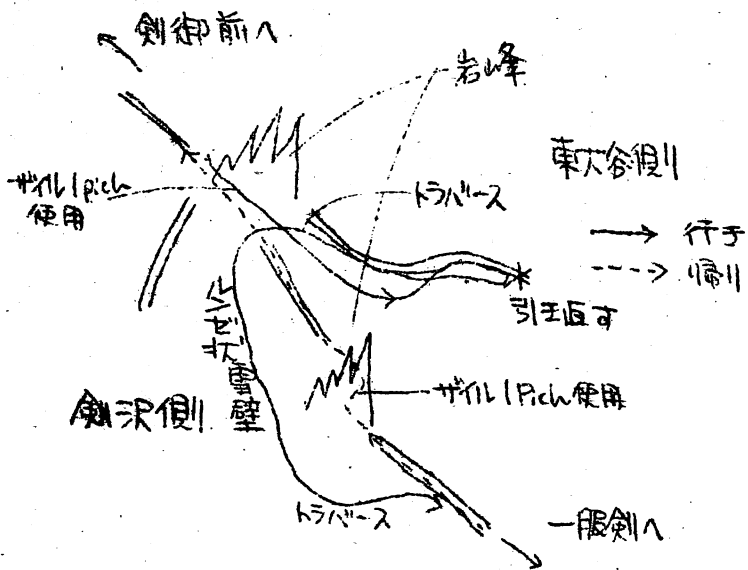 剣御前へ
岩峰
東大谷側
ザイル1pich
使用
トラバース
→ 行き
---→ 帰り
引き返す
ルンゼ状雪壁
剣沢側
ザイル1Pich使用
トラバース
一服剣へ